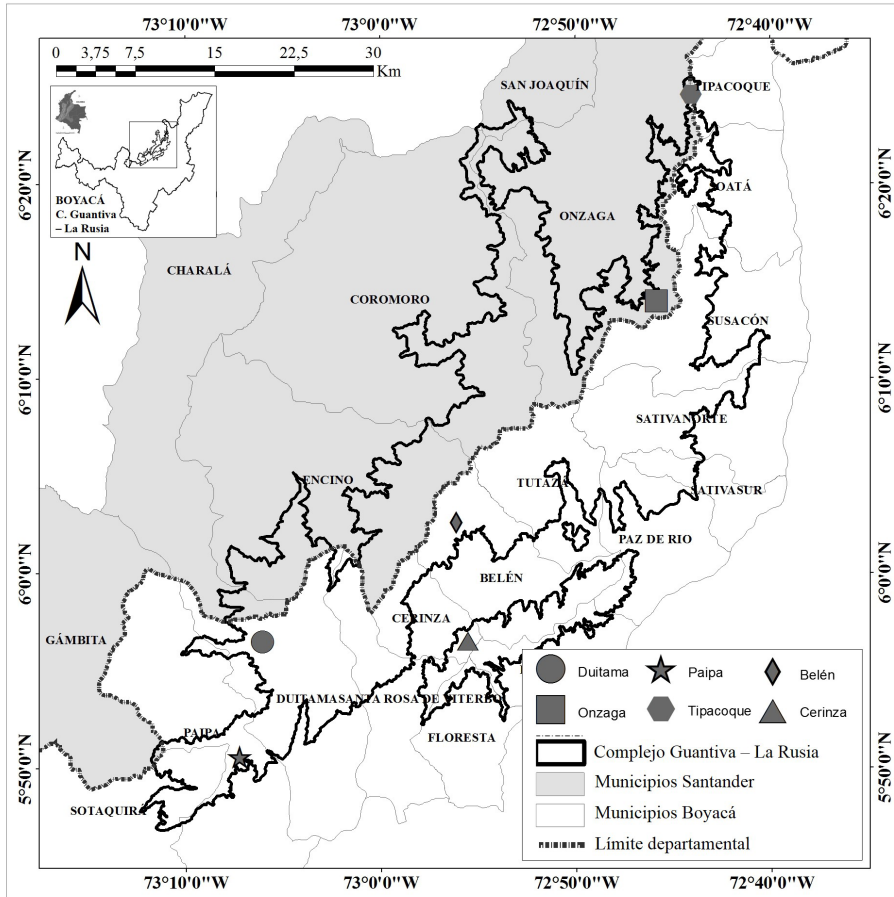 73°10'0"W 73°0'0"W 72°50'0"W 72°40'0"W
0 3,75 7,5 15 22,5 30
Km
SAN JOAQUÍN
TIPACOQUE
BOYACÁ
C. Guantiva
– La Rusia
6°20'0"N
6°20'0"N
OATÁ
ONZAGA
N
CHARALÁ
COROMORO
SUSACÓN
6°10'0"N
6°10'0"N
SATIVANORTE
ENCINO
TUTAZÁ
SATIVASUR
PAZ DE RIO
6°0'0"N
6°0'0"N
BELÉN
CERINZA
GÁMBITA
DUITAMA SANTA ROSA DE VITERBO
PAIPA
FLORESTA
5°50'0"N
5°50'0"N
SOTAQUIRÁ
Duitama Paipa Belén
Onzaga Tipacoque Cerinza
Complejo Guantiva – La Rusia
Municipios Santander
Municipios Boyacá
Límite departamental
73°10'0"W 73°0'0"W 72°50'0"W 72°40'0"W